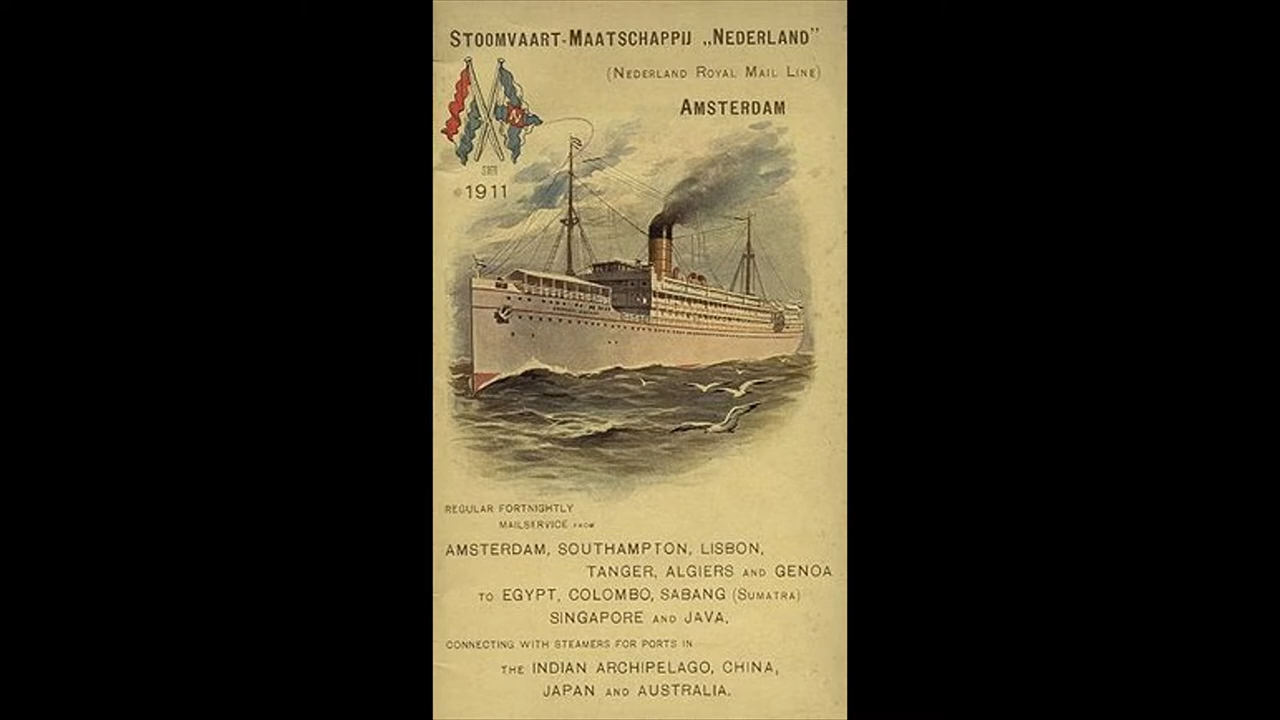 STOOMVAART-MAATSCHAPPIJ „NEDERLAND"
(NEDERLAND ROYAL MAIL LINE)
AMSTERDAM
N
1911
REGULAR FORTNIGHTLY
MAILSERVICE FROM
AMSTERDAM, SOUTHAMPTON, LISBON,
TANGER, ALGIERS AND GENOA
TO EGYPT, COLOMBO, SABANG (SUMATRA)
SINGAPORE AND JAVA.
CONNECTING WITH STEAMERS FOR PORTS IN
THE INDIAN ARCHIPELAGO, CHINA,
JAPAN AND AUSTRALIA.